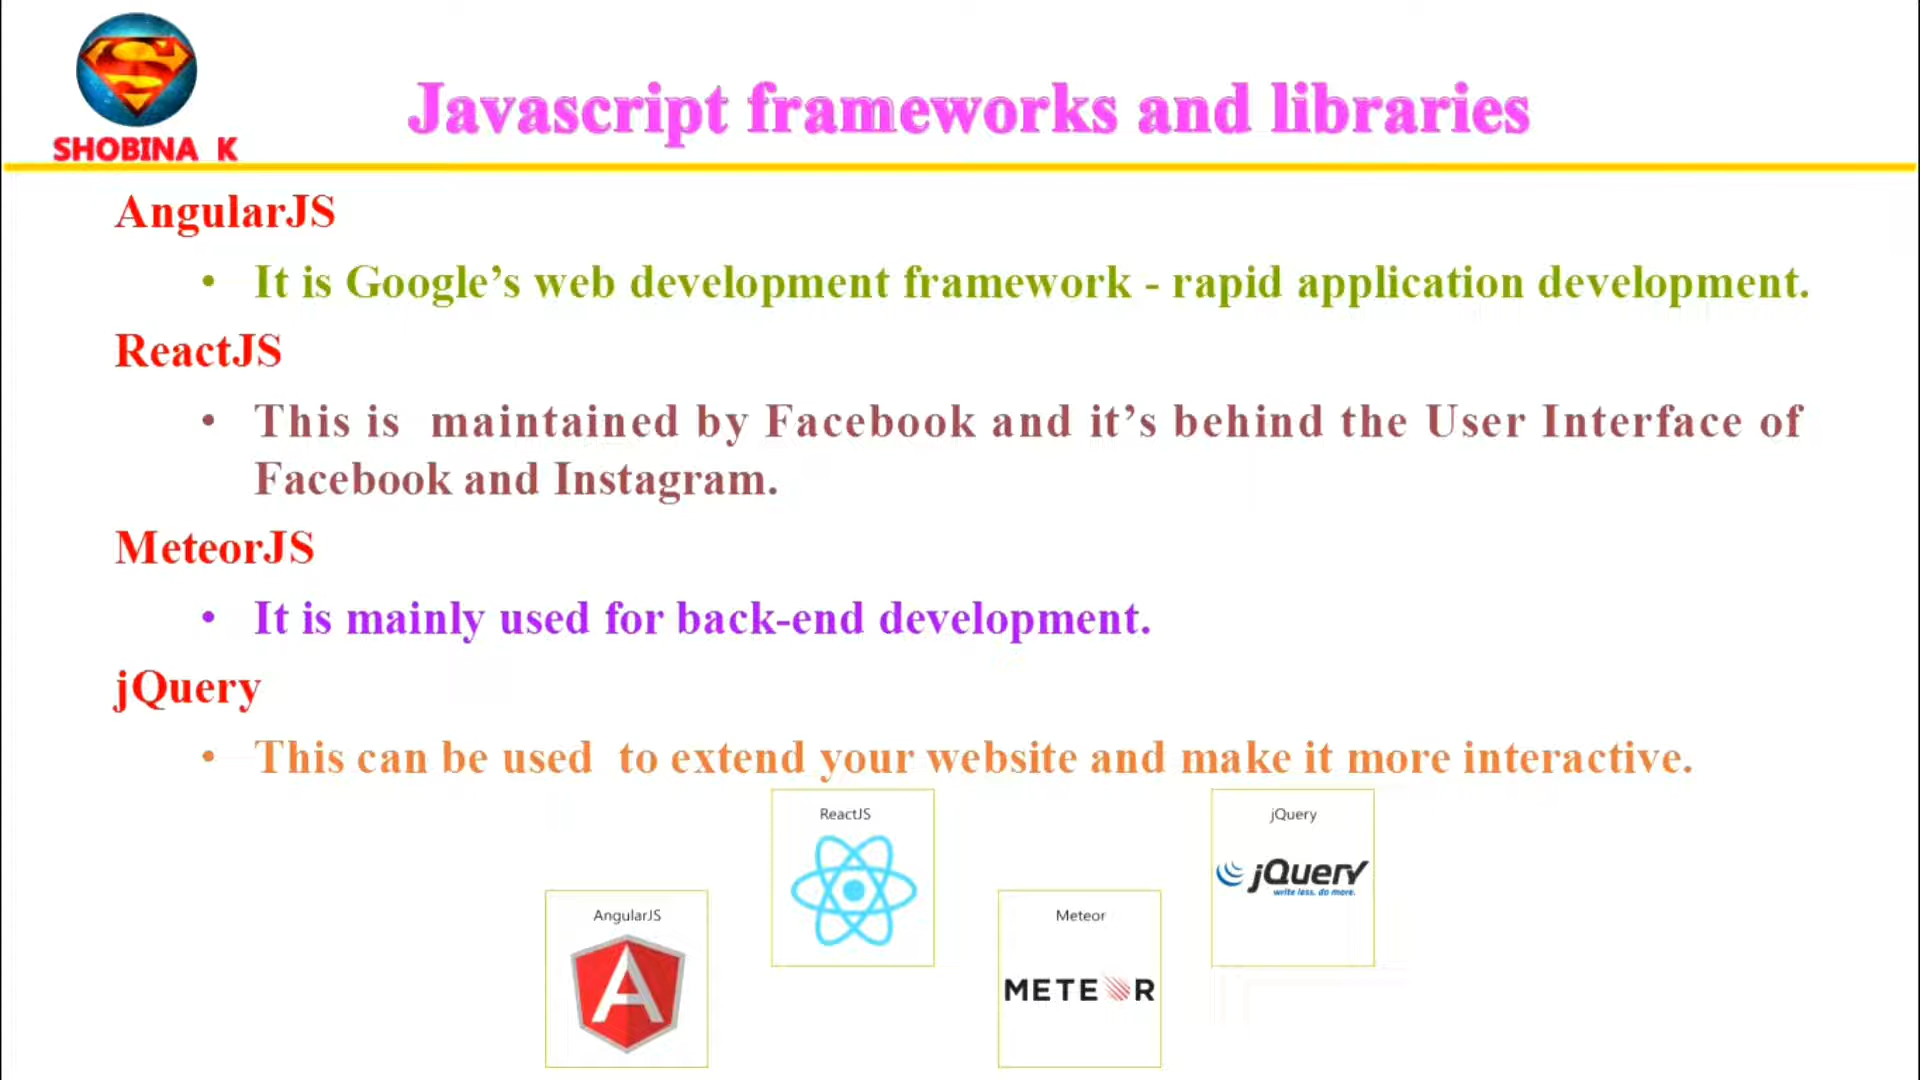 SHOBINA K
Javascript frameworks and libraries
AngularJS
• It is Google’s web development framework - rapid application development.
ReactJS
• This is maintained by Facebook and it’s behind the User Interface of
Facebook and Instagram.
MeteorJS
• It is mainly used for back-end development.
jQuery
• This can be used to extend your website and make it more interactive.
AngularJS
A
ReactJS
Meteor
METEOR
jQuery
jQuery
write less. do more.